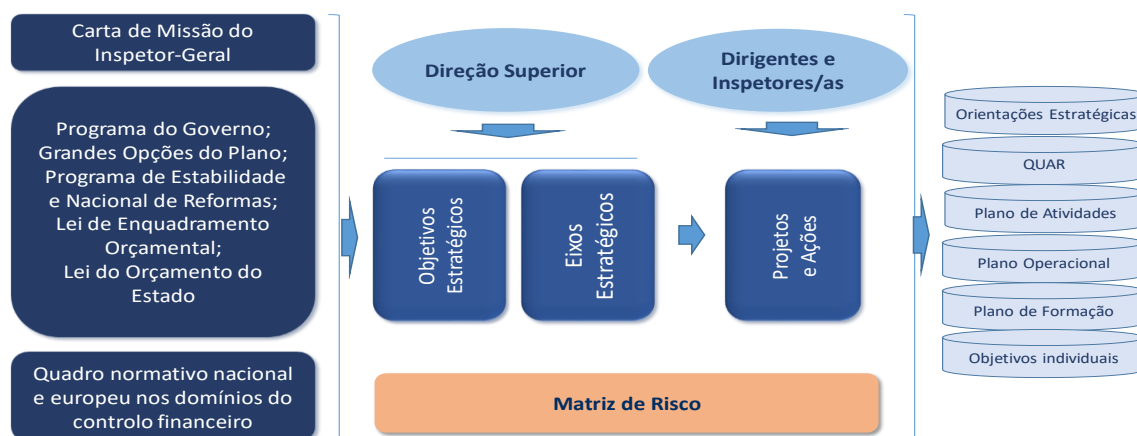 Carta de Missão do
Inspetor-Geral
Programa do Governo;
Grandes Opções do Plano;
Programa de Estabilidade
e Nacional de Reformas;
Lei de Enquadramento
Orçamental;
Lei do Orçamento do
Estado
Quadro normativo nacional
e europeu nos domínios do
controlo financeiro
Direção Superior
Dirigentes e
Inspetores/as
Objetivos
Estratégicos
Eixos
Estratégicos
Projetos
e Ações
Matriz de Risco
Orientações Estratégicas
QUAR
Plano de Atividades
Plano Operacional
Plano de Formação
Objetivos individuais